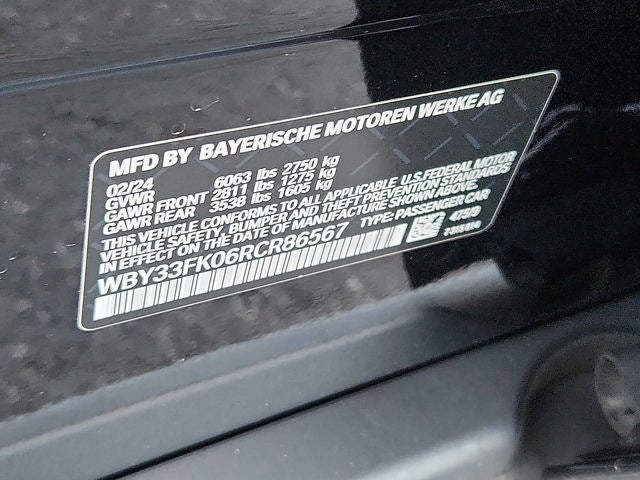 MFD BY BAYERISCHE MOTOREN WERKE AG
02/24
GVWR 6063 lbs 2750 kg
GAWR FRONT 2811 lbs 1275 kg
GAWR REAR 3538 lbs 1605 kg
THIS VEHICLE CONFORMS TO ALL APPLICABLE U.S. FEDERAL MOTOR
VEHICLE SAFETY, BUMPER AND THEFT PREVENTION STANDARDS
IN EFFECT ON THE DATE OF MANUFACTURE SHOWN ABOVE.
WBY33FK06RCR86567 TYPE: PASSENGER CAR